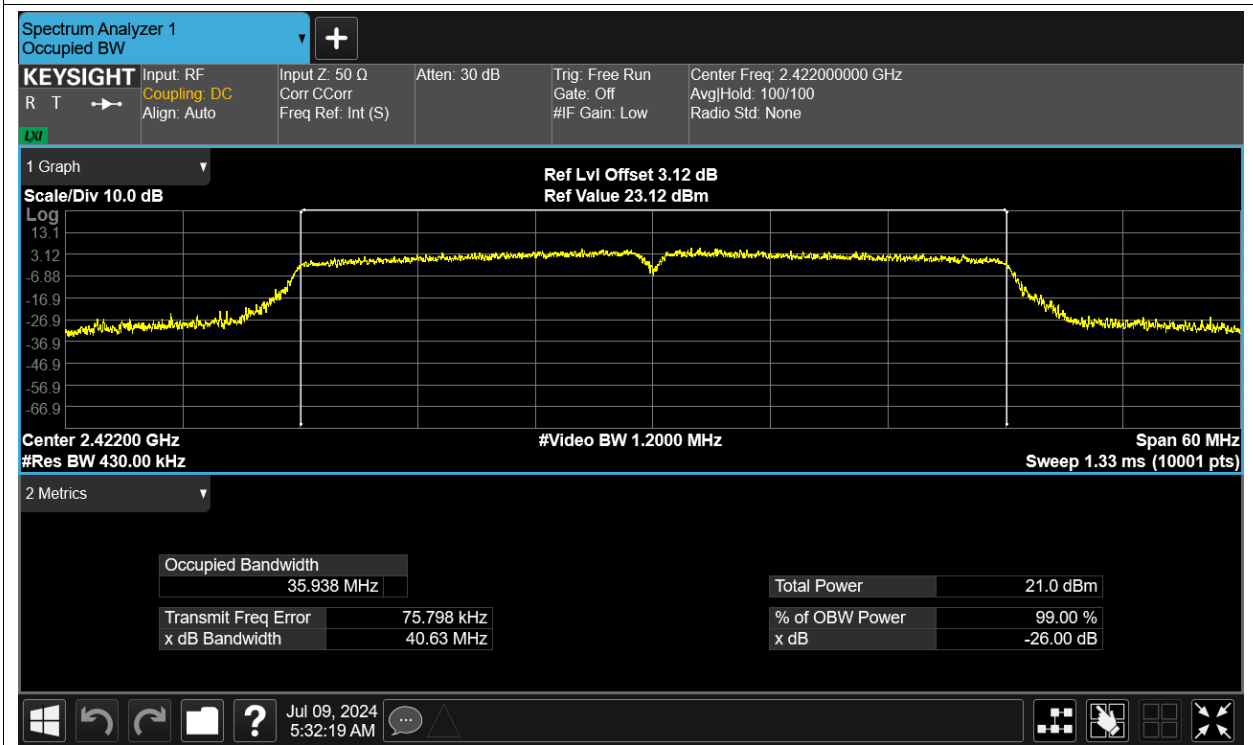 Spectrum Analyzer 1
Occupied BW
KEYSIGHT
R T
LXI
Input: RF
Coupling: DC
Align: Auto
Input Z: 50 Ω
Corr CCorr
Freq Ref: Int (S)
Atten: 30 dB
Trig: Free Run
Gate: Off
#IF Gain: Low
Center Freq: 2.422000000 GHz
Avg|Hold: 100/100
Radio Std: None
1 Graph
Scale/Div 10.0 dB
Ref Lvl Offset 3.12 dB
Ref Value 23.12 dBm
Log
13.1
3.12
-6.88
-16.9
-26.9
-36.9
-46.9
-56.9
-66.9
Center 2.42200 GHz
#Video BW 1.2000 MHz
Span 60 MHz
#Res BW 430.00 kHz
Sweep 1.33 ms (10001 pts)
2 Metrics
Occupied Bandwidth
35.938 MHz
Transmit Freq Error 75.798 kHz
x dB Bandwidth 40.63 MHz
Total Power 21.0 dBm
% of OBW Power 99.00 %
x dB -26.00 dB
?
Jul 09, 2024
5:32:19 AM